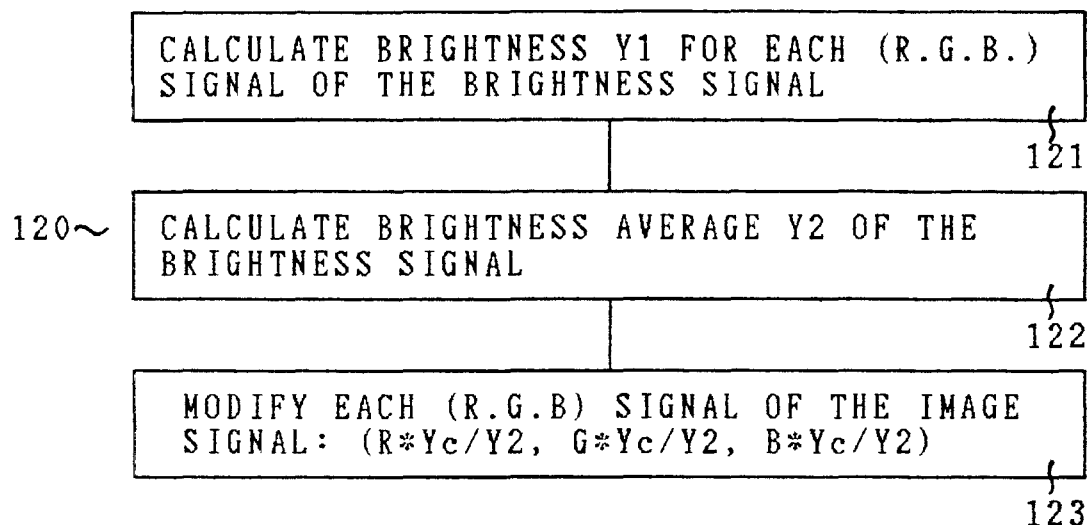 CALCULATE BRIGHTNESS Y1 FOR EACH (R.G.B.)
SIGNAL OF THE BRIGHTNESS SIGNAL
121
120~
CALCULATE BRIGHTNESS AVERAGE Y2 OF THE
BRIGHTNESS SIGNAL
122
MODIFY EACH (R.G.B) SIGNAL OF THE IMAGE
SIGNAL: (R*Yc/Y2, G*Yc/Y2, B*Yc/Y2)
123